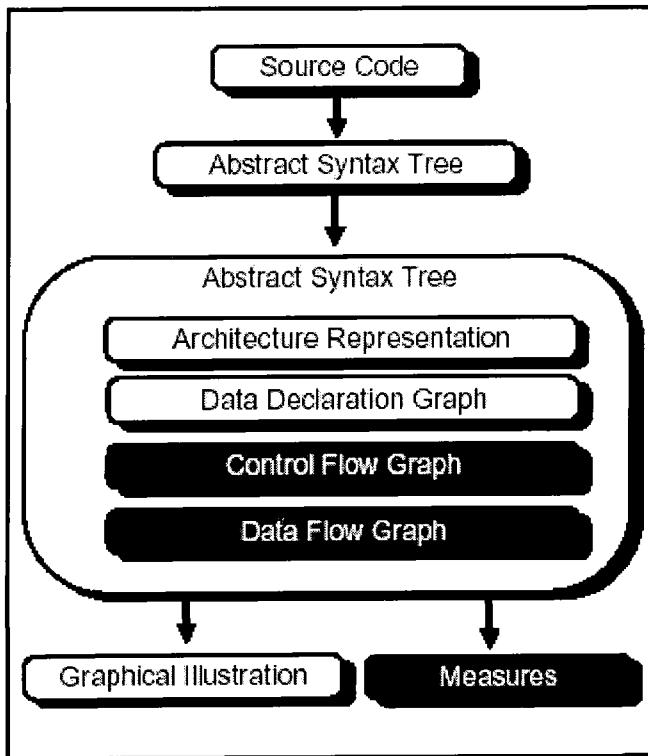 Source Code
Abstract Syntax Tree
Abstract Syntax Tree
Architecture Representation
Data Declaration Graph
Control Flow Graph
Data Flow Graph
Graphical Illustration
Measures